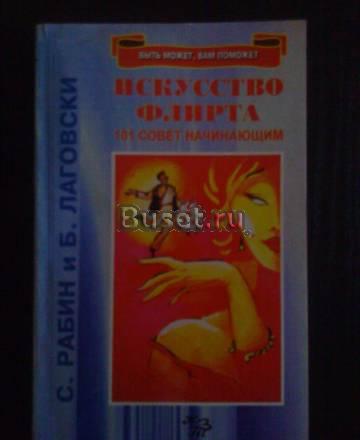 БЫТЬ МОЖЕТ, ВАМ ПОМОЖЕТ
ИСКУССТВО
ФЛИРТА
101 СОВЕТ НАЧИНАЮЩИМ
С. РАБИН и Б. ЛАГОВСКИ
Buset.ru